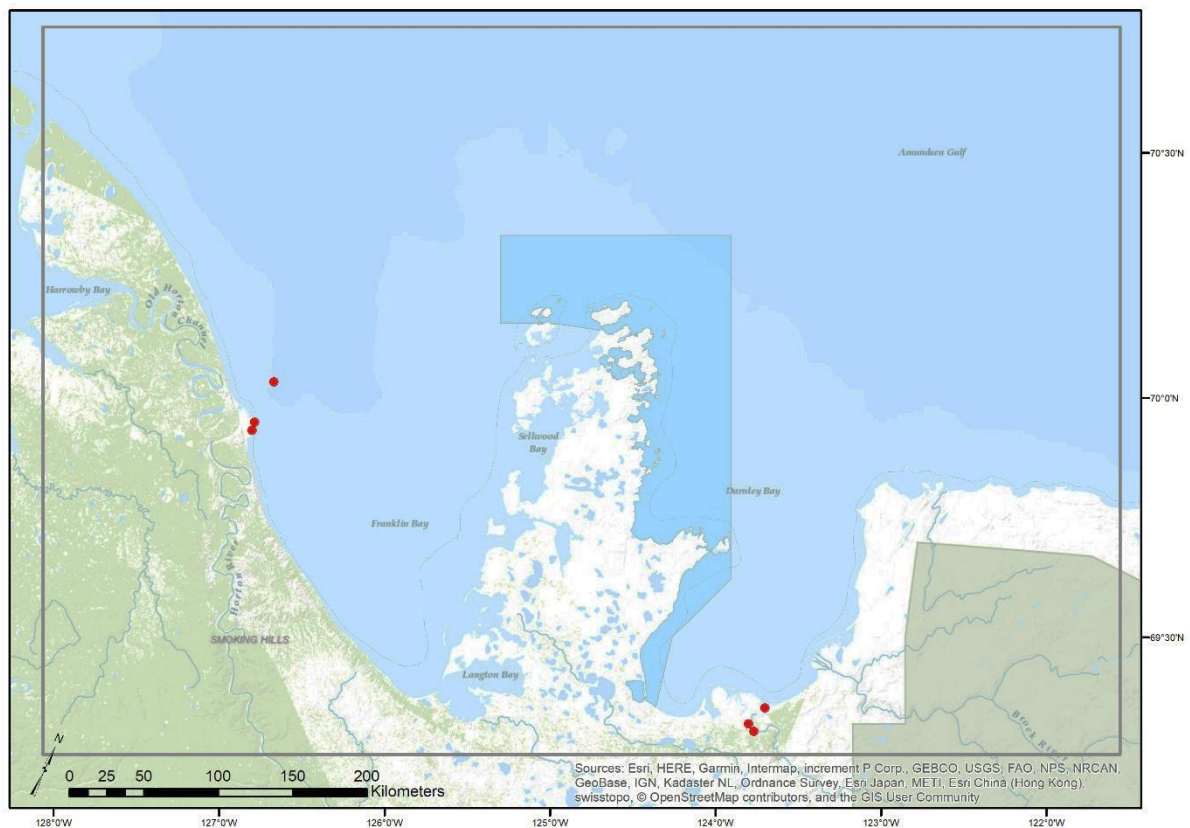 Amundsen Gulf
70°30'N
Harrowby Bay
Old Horton Channel
70°0'N
Sellwood
Bay
Darnley Bay
Franklin Bay
Horton River
SMOKING HILLS
69°30'N
Langton Bay
Brock River
N
0 25 50 100 150 200
Kilometers
Sources: Esri, HERE, Garmin, Intermap, increment P Corp., GEBCO, USGS, FAO, NPS, NRCAN,
GeoBase, IGN, Kadaster NL, Ordnance Survey, Esri Japan, METI, Esri China (Hong Kong),
swisstopo, © OpenStreetMap contributors, and the GIS User Community
128°0'W 127°0'W 126°0'W 125°0'W 124°0'W 123°0'W 122°0'W